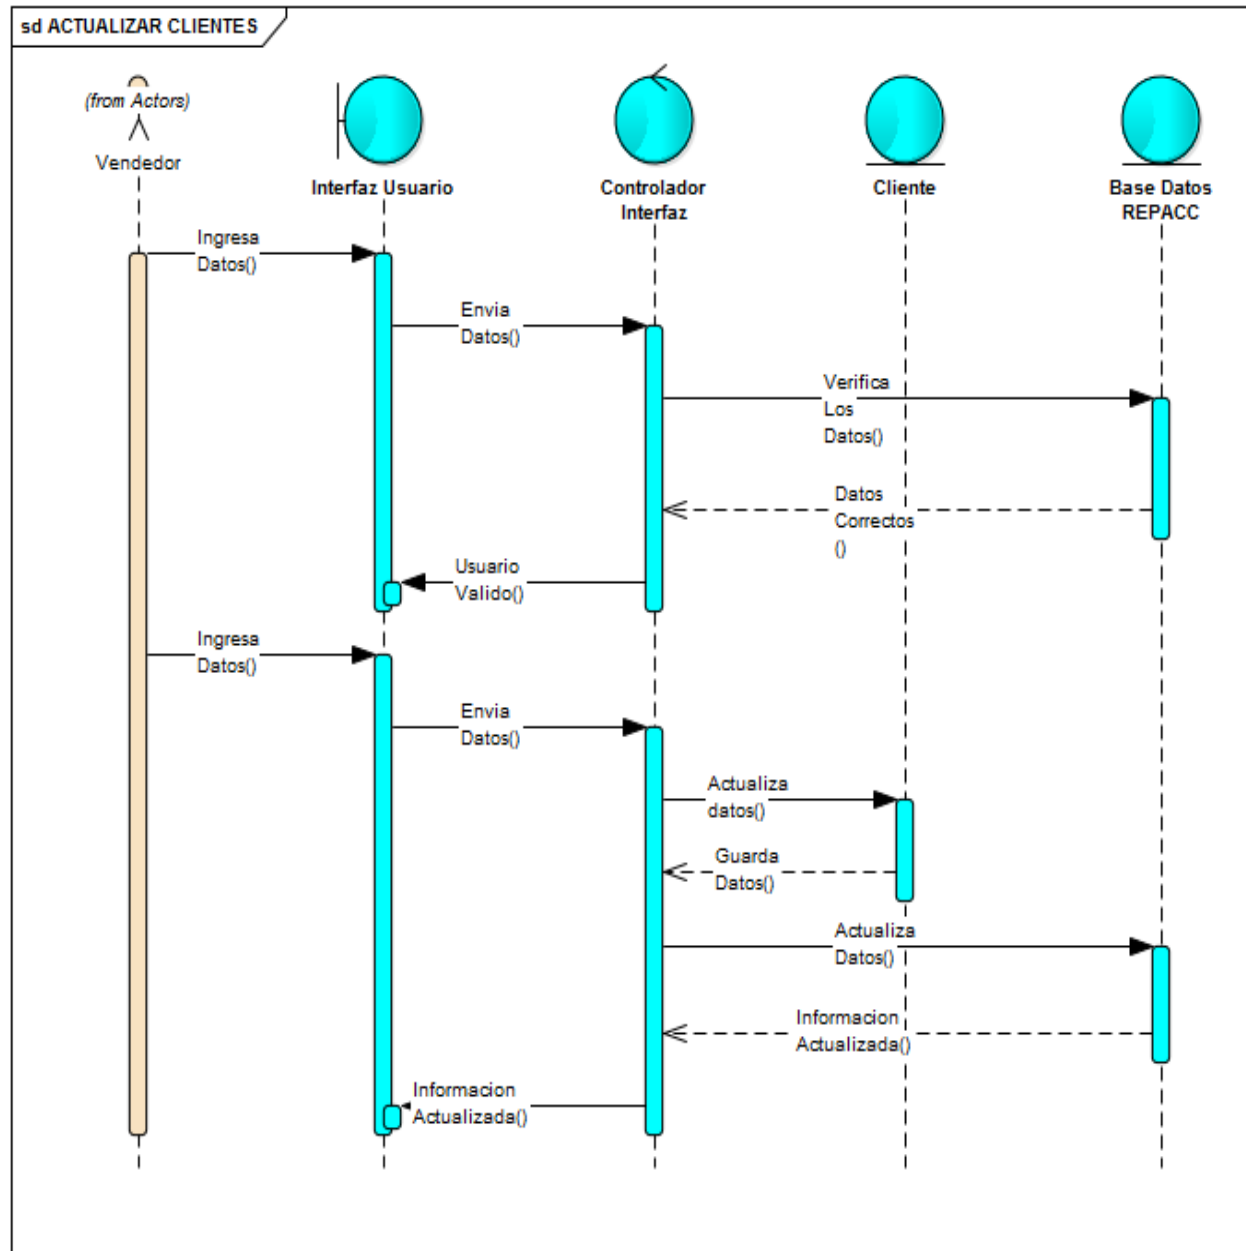 sd ACTUALIZAR CLIENTES
(from Actors)
Vendedor
Interfaz Usuario
Controlador
Interfaz
Cliente
Base Datos
REPACC
Ingresa
Datos()
Envia
Datos()
Verifica
Los
Datos()
Datos
Correctos
()
Usuario
Valido()
Ingresa
Datos()
Envia
Datos()
Actualiza
datos()
Guarda
Datos()
Actualiza
Datos()
Informacion
Actualizada()
Informacion
Actualizada()